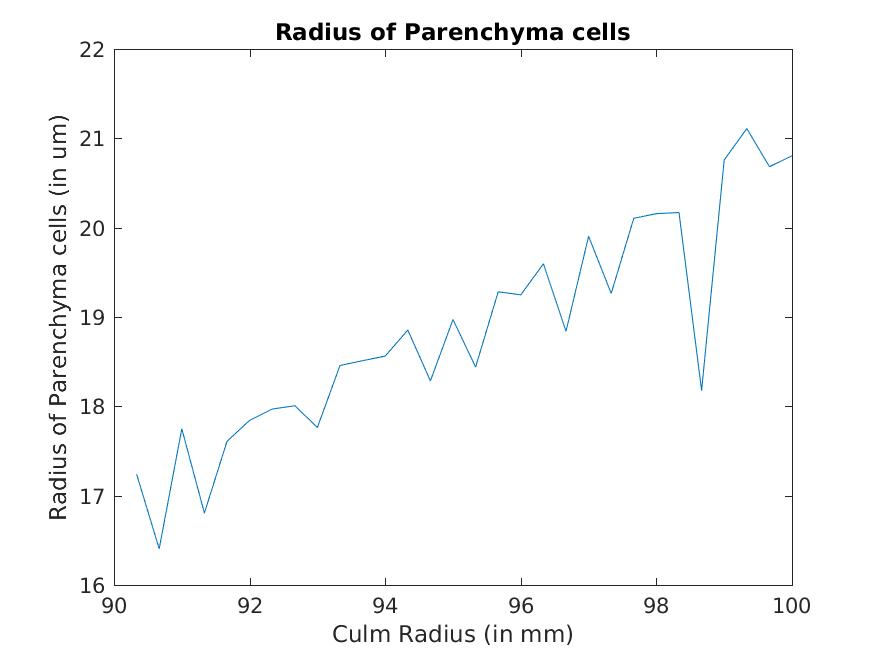 Radius of Parenchyma cells
22
21
20
19
18
17
16
Radius of Parenchyma cells (in um)
90 92 94 96 98 100
Culm Radius (in mm)